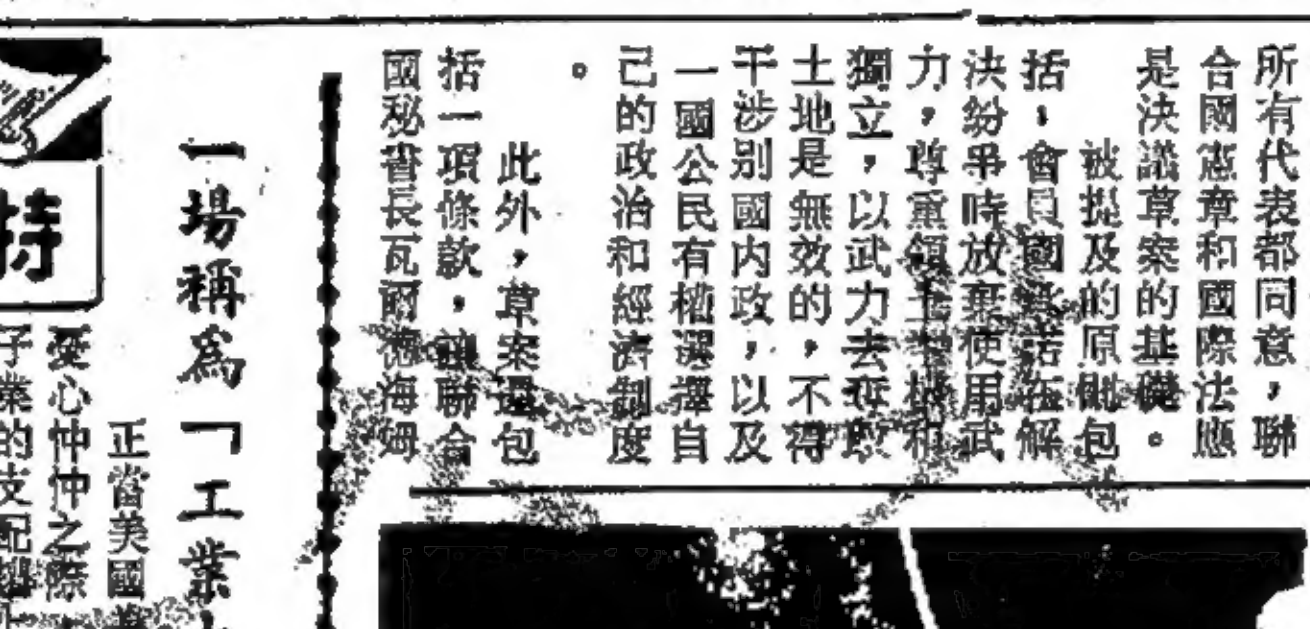 所有代表都同意，聯
合國憲章和國際法應
是決議草案的基礎。
被提及的原則包
括，會員國承諾在解
決紛爭時放棄使用武
力，尊重領土主權和
獨立，以武力去奪取
土地是無效的，不得
干涉別國內政，以及
一國公民有權選擇自
己的政治和經濟制度
。
此外，草案還包
括一項條款，讓聯合
國秘書長瓦爾德海姆
一場稱為「工業
正當美國
憂心忡忡之際
子業的支配
持